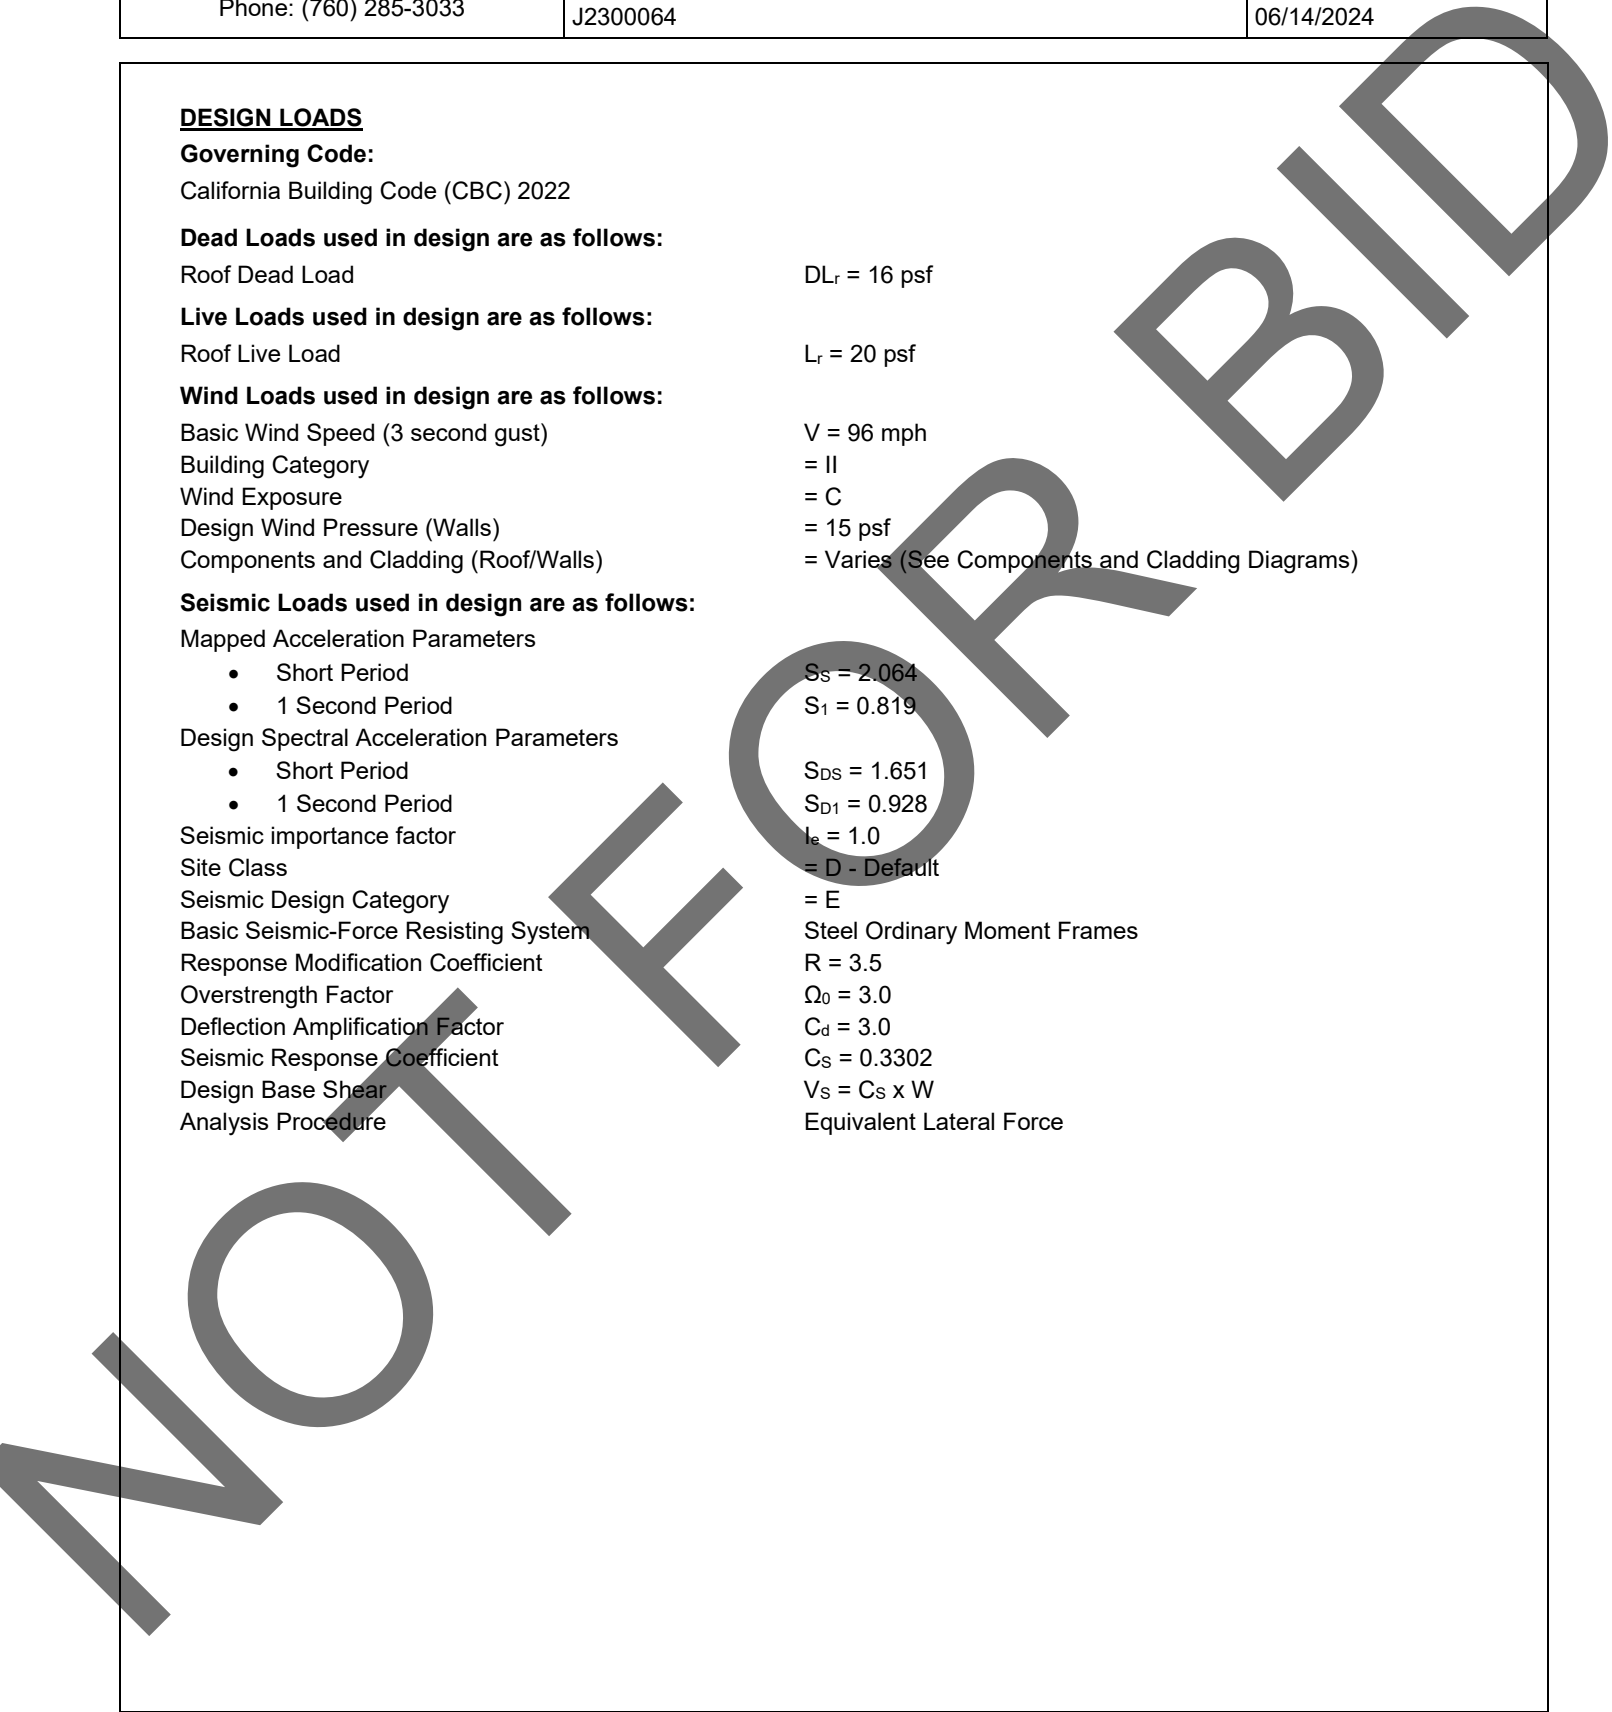 Phone: (760) 285-3033
J2300064
06/14/2024
DESIGN LOADS
Governing Code:
California Building Code (CBC) 2022
Dead Loads used in design are as follows:
Roof Dead Load DLr = 16 psf
Live Loads used in design are as follows:
Roof Live Load Lr = 20 psf
Wind Loads used in design are as follows:
Basic Wind Speed (3 second gust) V = 96 mph
Building Category = II
Wind Exposure = C
Design Wind Pressure (Walls) = 15 psf
Components and Cladding (Roof/Walls) = Varies (See Components and Cladding Diagrams)
Seismic Loads used in design are as follows:
Mapped Acceleration Parameters
• Short Period SS = 2.064
• 1 Second Period S1 = 0.819
Design Spectral Acceleration Parameters
• Short Period SDS = 1.651
• 1 Second Period SD1 = 0.928
Seismic importance factor Ie = 1.0
Site Class = D - Default
Seismic Design Category = E
Basic Seismic-Force Resisting System Steel Ordinary Moment Frames
Response Modification Coefficient R = 3.5
Overstrength Factor Ω0 = 3.0
Deflection Amplification Factor Cd = 3.0
Seismic Response Coefficient CS = 0.3302
Design Base Shear VS = CS x W
Analysis Procedure Equivalent Lateral Force
NOT FOR BID